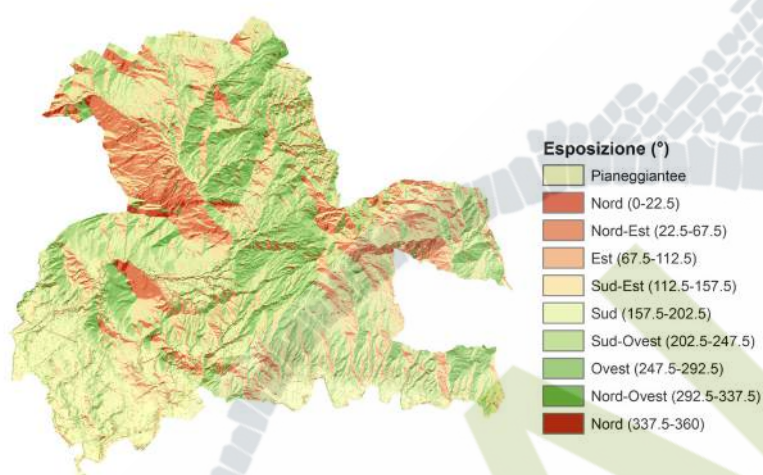 Esposizione (°)
Pianeggiantee
Nord (0-22.5)
Nord-Est (22.5-67.5)
Est (67.5-112.5)
Sud-Est (112.5-157.5)
Sud (157.5-202.5)
Sud-Ovest (202.5-247.5)
Ovest (247.5-292.5)
Nord-Ovest (292.5-337.5)
Nord (337.5-360)